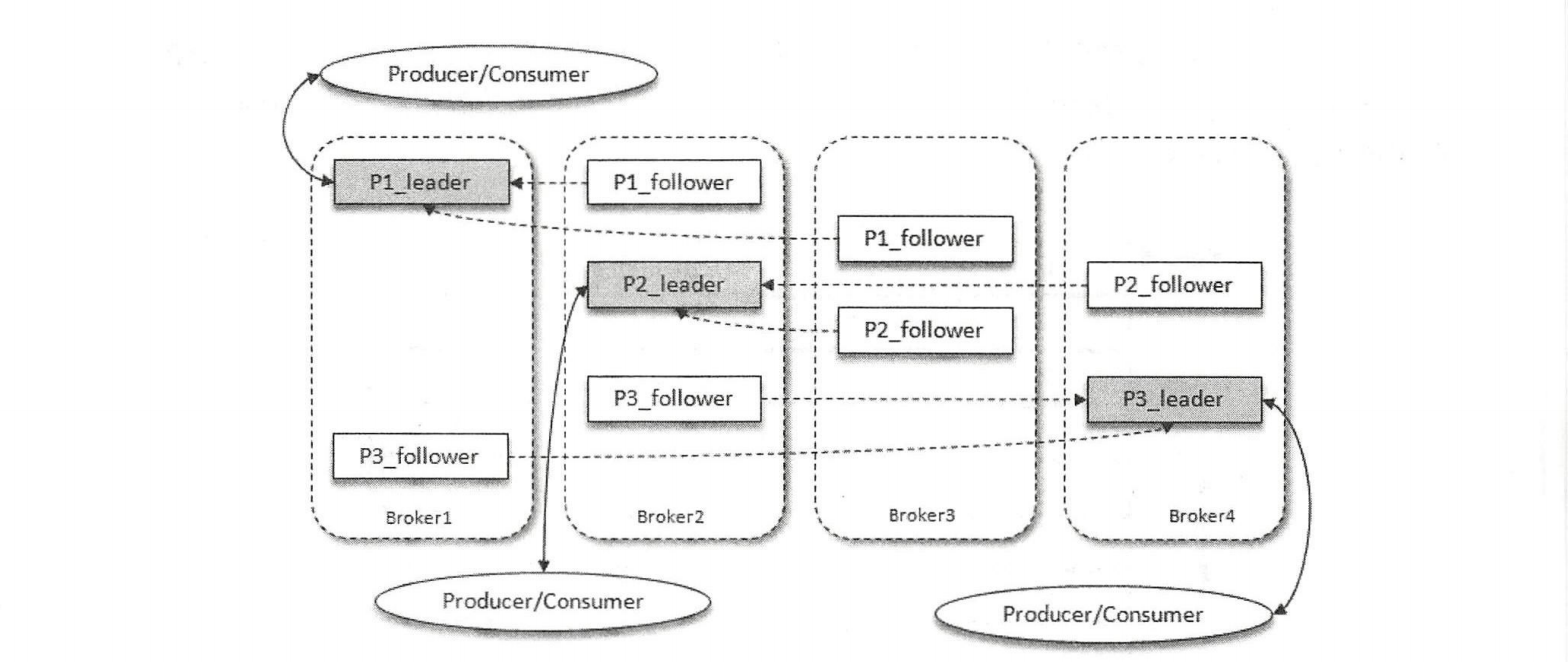 Producer/Consumer
P1_leader
P1_follower
P1_follower
P2_leader
P2_follower
P2_follower
P3_follower
P3_leader
P3_follower
Broker1
Broker2
Broker3
Broker4
Producer/Consumer
Producer/Consumer